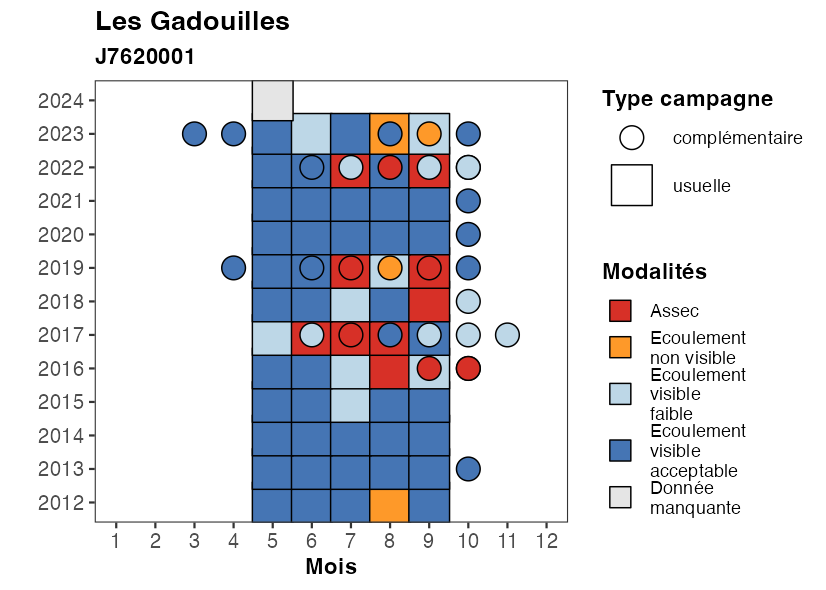 Les Gadouilles
J7620001
2024
2023
2022
2021
2020
2019
2018
2017
2016
2015
2014
2013
2012
1 2 3 4 5 6 7 8 9 10 11 12
Mois
Type campagne
complémentaire
usuelle
Modalités
Assec
Ecoulement
non visible
Ecoulement
visible
faible
Ecoulement
visible
acceptable
Donnée
manquante